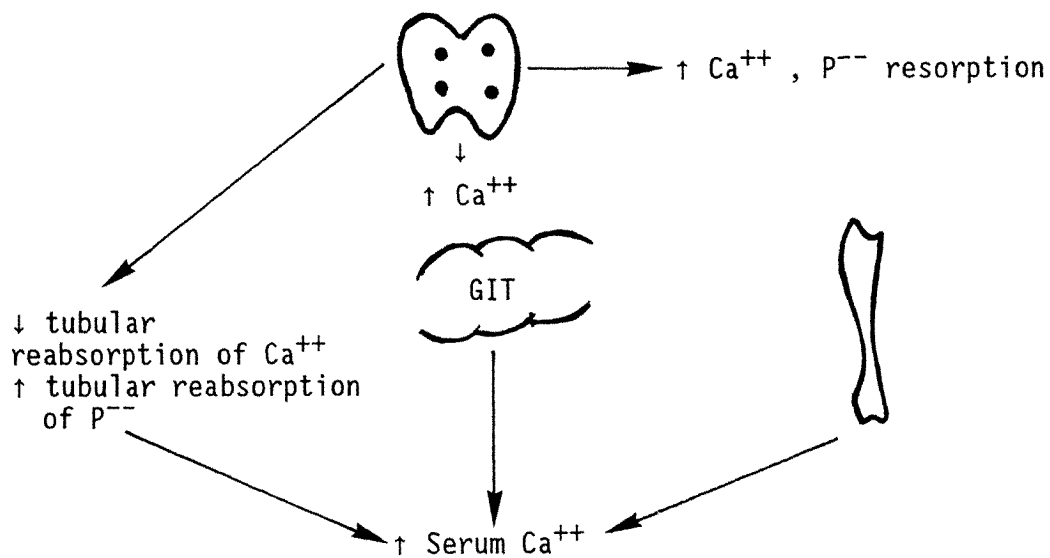 ↑ Ca⁺⁺ , P⁻⁻ resorption
↓
↑ Ca⁺⁺
GIT
↓ tubular
reabsorption of Ca⁺⁺
↑ tubular reabsorption
of P⁻⁻
↑ Serum Ca⁺⁺